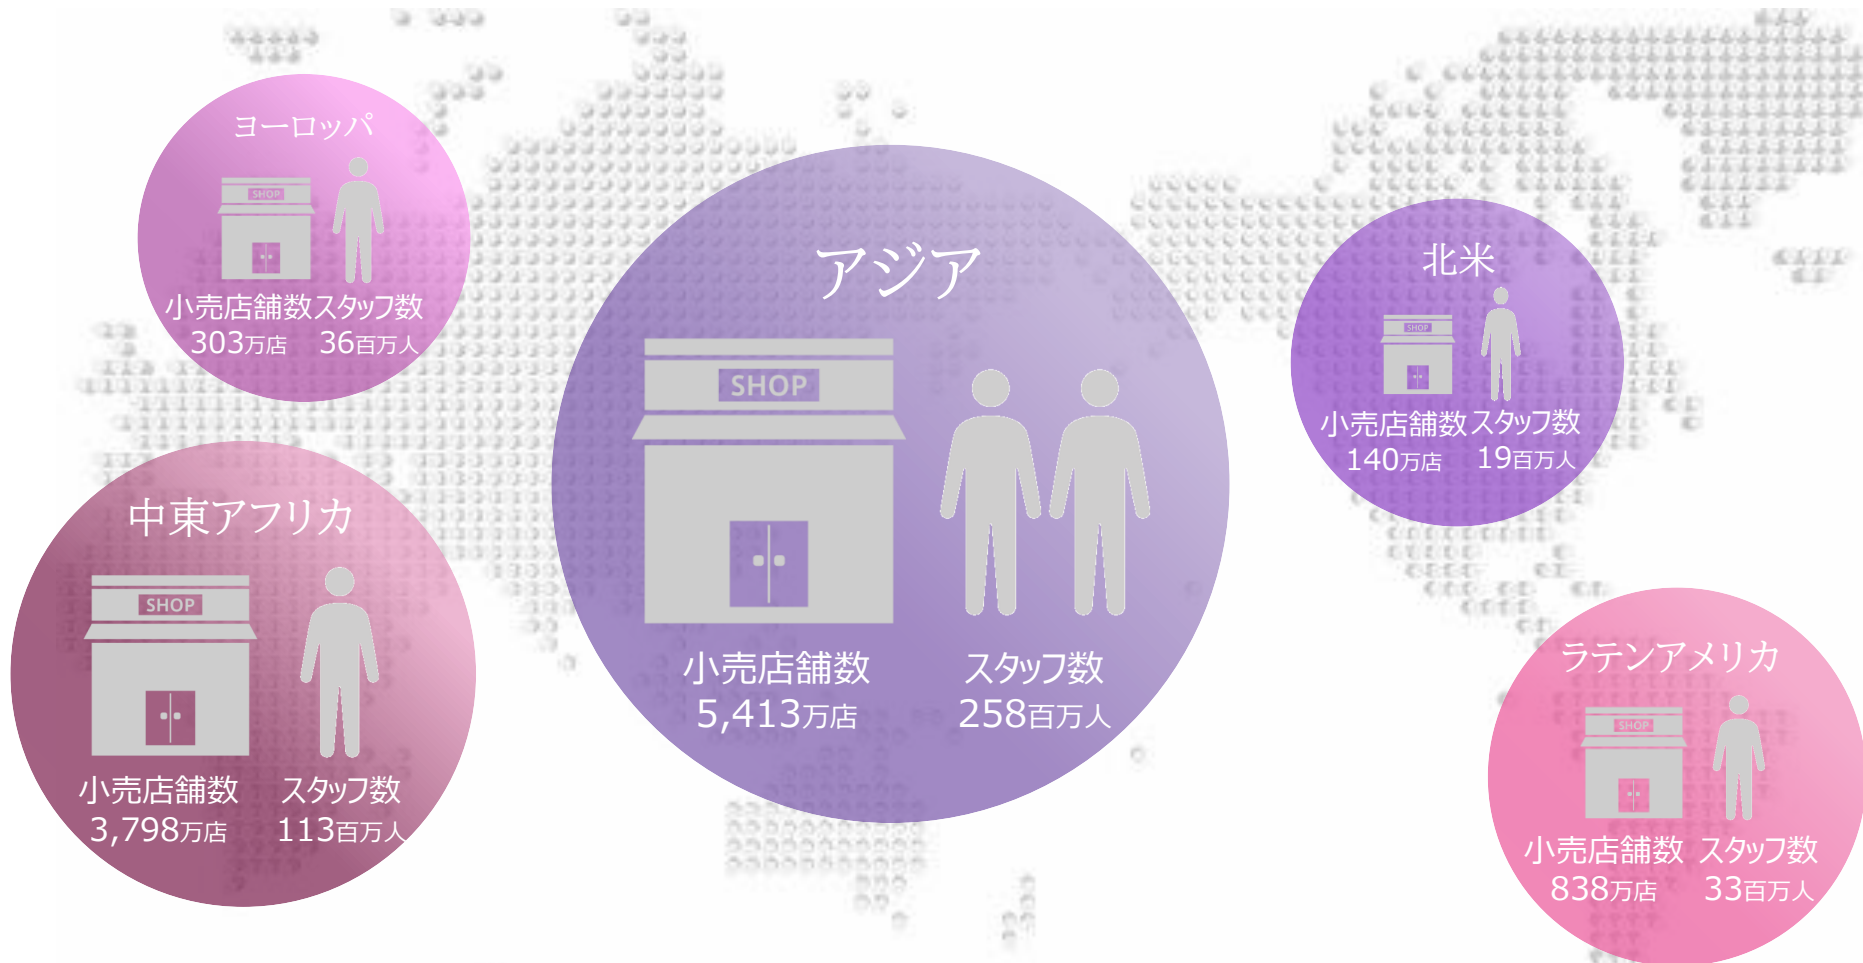 ヨーロッパ
SHOP
小売店舗数 スタッフ数
303万店 36百万人
アジア
SHOP
小売店舗数 スタッフ数
5,413万店 258百万人
北米
SHOP
小売店舗数 スタッフ数
140万店 19百万人
中東アフリカ
SHOP
小売店舗数 スタッフ数
3,798万店 113百万人
ラテンアメリカ
SHOP
小売店舗数 スタッフ数
838万店 33百万人